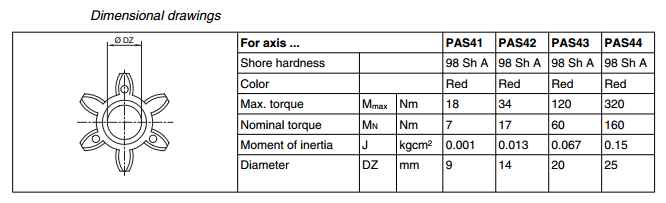 Dimensional drawings
Ø DZ
For axis ... PAS41 PAS42 PAS43 PAS44
Shore hardness 98 Sh A 98 Sh A 98 Sh A 98 Sh A
Color Red Red Red Red
Max. torque Mmax Nm 18 34 120 320
Nominal torque MN Nm 7 17 60 160
Moment of inertia J kgcm² 0.001 0.013 0.067 0.15
Diameter DZ mm 9 14 20 25